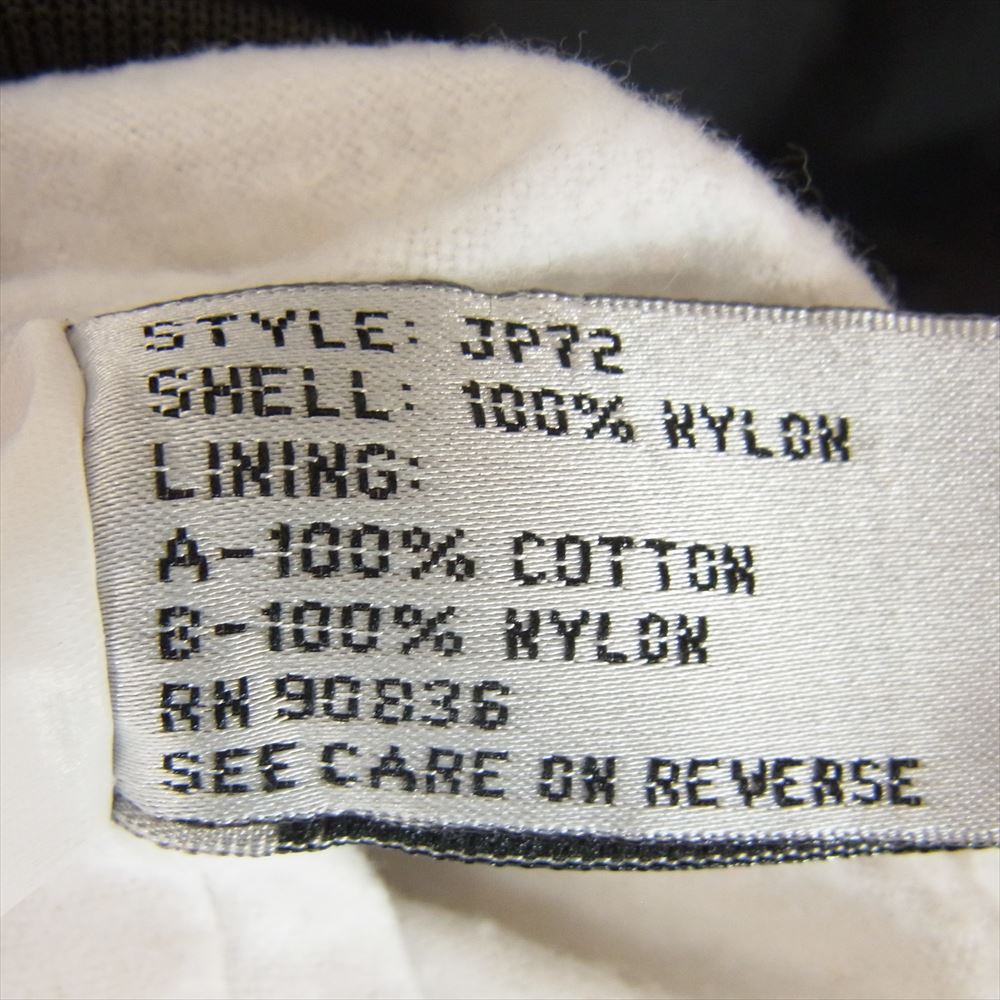 STYLE: JP72
SHELL: 100% NYLON
LINING:
A-100% COTTON
B-100% NYLON
RN 90836
SEE CARE ON REVERSE